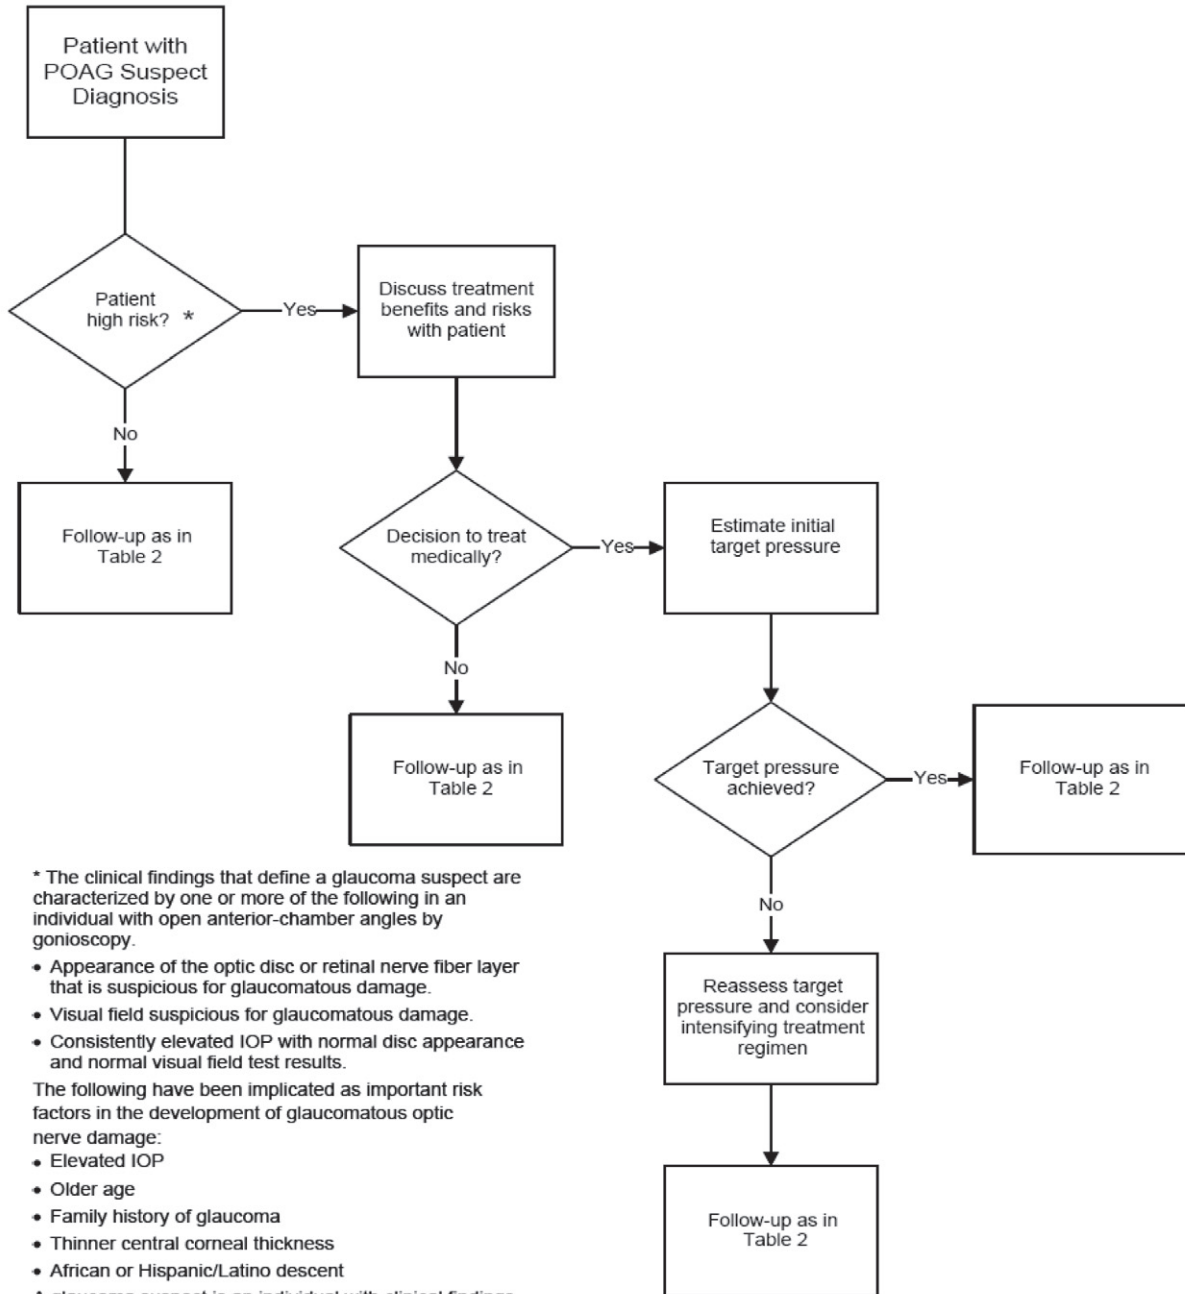 Patient with
POAG Suspect
Diagnosis
Patient
high risk? *
Yes
Discuss treatment
benefits and risks
with patient
No
Follow-up as in
Table 2
Decision to treat
medically?
Yes
Estimate initial
target pressure
No
Follow-up as in
Table 2
Target pressure
achieved?
Yes
Follow-up as in
Table 2
No
Reassess target
pressure and consider
intensifying treatment
regimen
Follow-up as in
Table 2
* The clinical findings that define a glaucoma suspect are
characterized by one or more of the following in an
individual with open anterior-chamber angles by
gonioscopy.
• Appearance of the optic disc or retinal nerve fiber layer
that is suspicious for glaucomatous damage.
• Visual field suspicious for glaucomatous damage.
• Consistently elevated IOP with normal disc appearance
and normal visual field test results.
The following have been implicated as important risk
factors in the development of glaucomatous optic
nerve damage:
• Elevated IOP
• Older age
• Family history of glaucoma
• Thinner central corneal thickness
• African or Hispanic/Latino descent
A glaucoma suspect is an individual with clinical findings